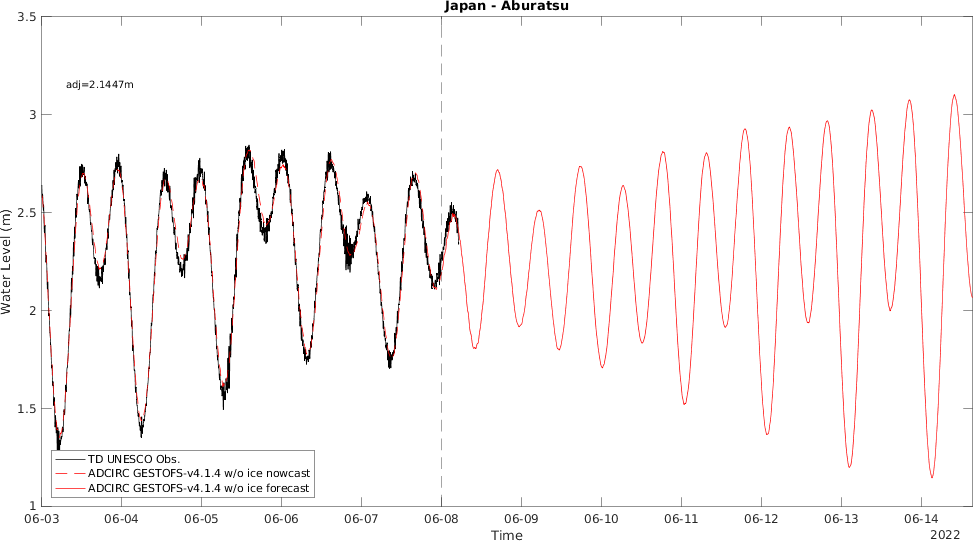 Japan - Aburatsu
3.5
3
2.5
2
1.5
1
Water Level (m)
adj=2.1447m
TD UNESCO Obs.
ADCIRC GESTOFS-v4.1.4 w/o ice nowcast
ADCIRC GESTOFS-v4.1.4 w/o ice forecast
06-03 06-04 06-05 06-06 06-07 06-08 06-09 06-10 06-11 06-12 06-13 06-14
Time
2022